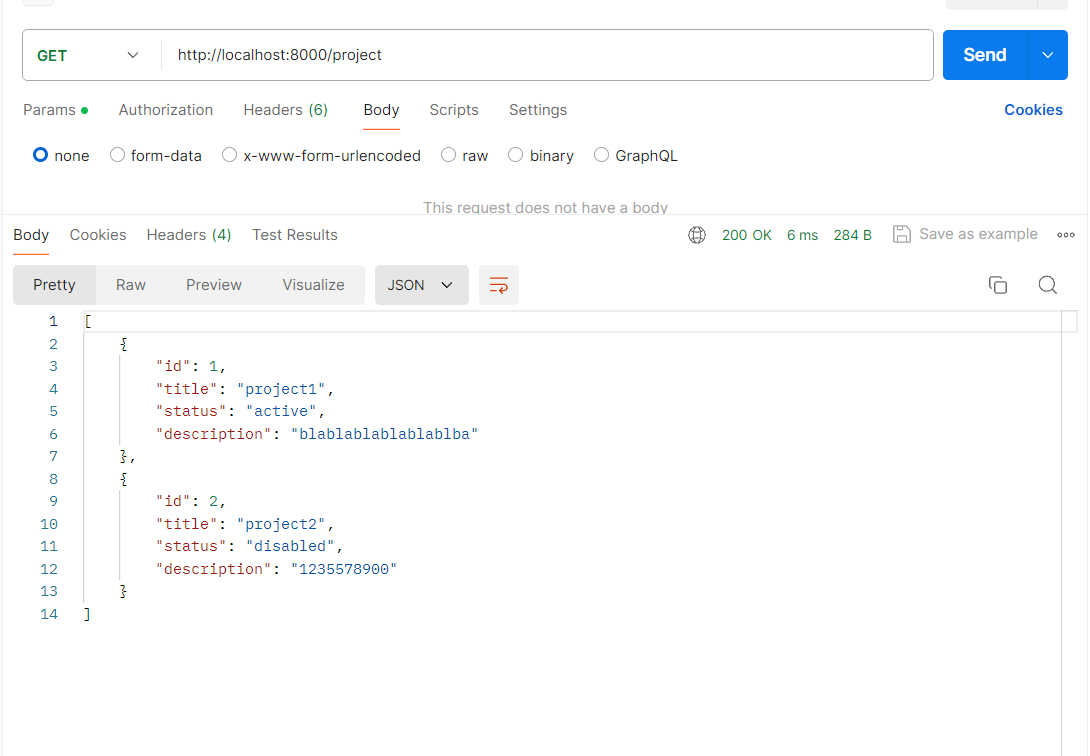 GET http://localhost:8000/project Send
Params Authorization Headers (6) Body Scripts Settings Cookies
none form-data x-www-form-urlencoded raw binary GraphQL
This request does not have a body
Body Cookies Headers (4) Test Results 200 OK 6 ms 284 B Save as example
Pretty Raw Preview Visualize JSON
1 [
2 {
3 "id": 1,
4 "title": "project1",
5 "status": "active",
6 "description": "blablablablablablba"
7 },
8 {
9 "id": 2,
10 "title": "project2",
11 "status": "disabled",
12 "description": "1235578900"
13 }
14 ]